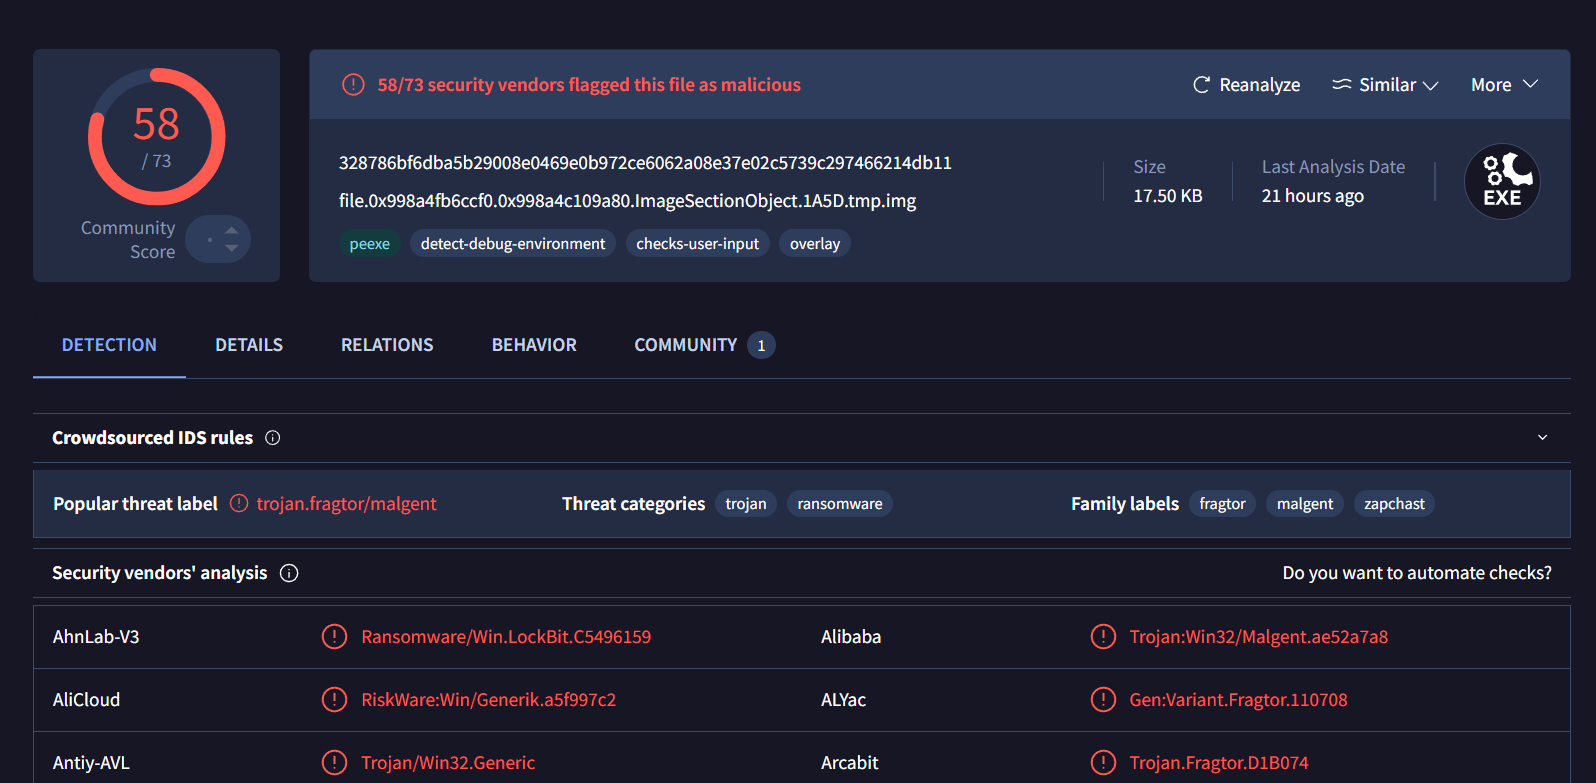 58
/ 73
Community
Score
58/73 security vendors flagged this file as malicious
Reanalyze
Similar
More
328786bf6dba5b29008e0469e0b972ce6062a08e37e02c5739c297466214db11
file.0x998a4fb6ccf0.0x998a4c109a80.ImageSectionObject.1A5D.tmp.img
peexe detect-debug-environment checks-user-input overlay
Size
17.50 KB
Last Analysis Date
21 hours ago
EXE
DETECTION DETAILS RELATIONS BEHAVIOR COMMUNITY 1
Crowdsourced IDS rules
Popular threat label trojan.fragtor/malgent Threat categories trojan ransomware Family labels fragtor malgent zapchast
Security vendors' analysis Do you want to automate checks?
AhnLab-V3 Ransomware/Win.LockBit.C5496159 Alibaba Trojan:Win32/Malgent.ae52a7a8
AliCloud RiskWare:Win/Generik.a5f997c2 ALYac Gen:Variant.Fragtor.110708
Antiy-AVL Trojan/Win32.Generic Arcabit Trojan.Fragtor.D1B074